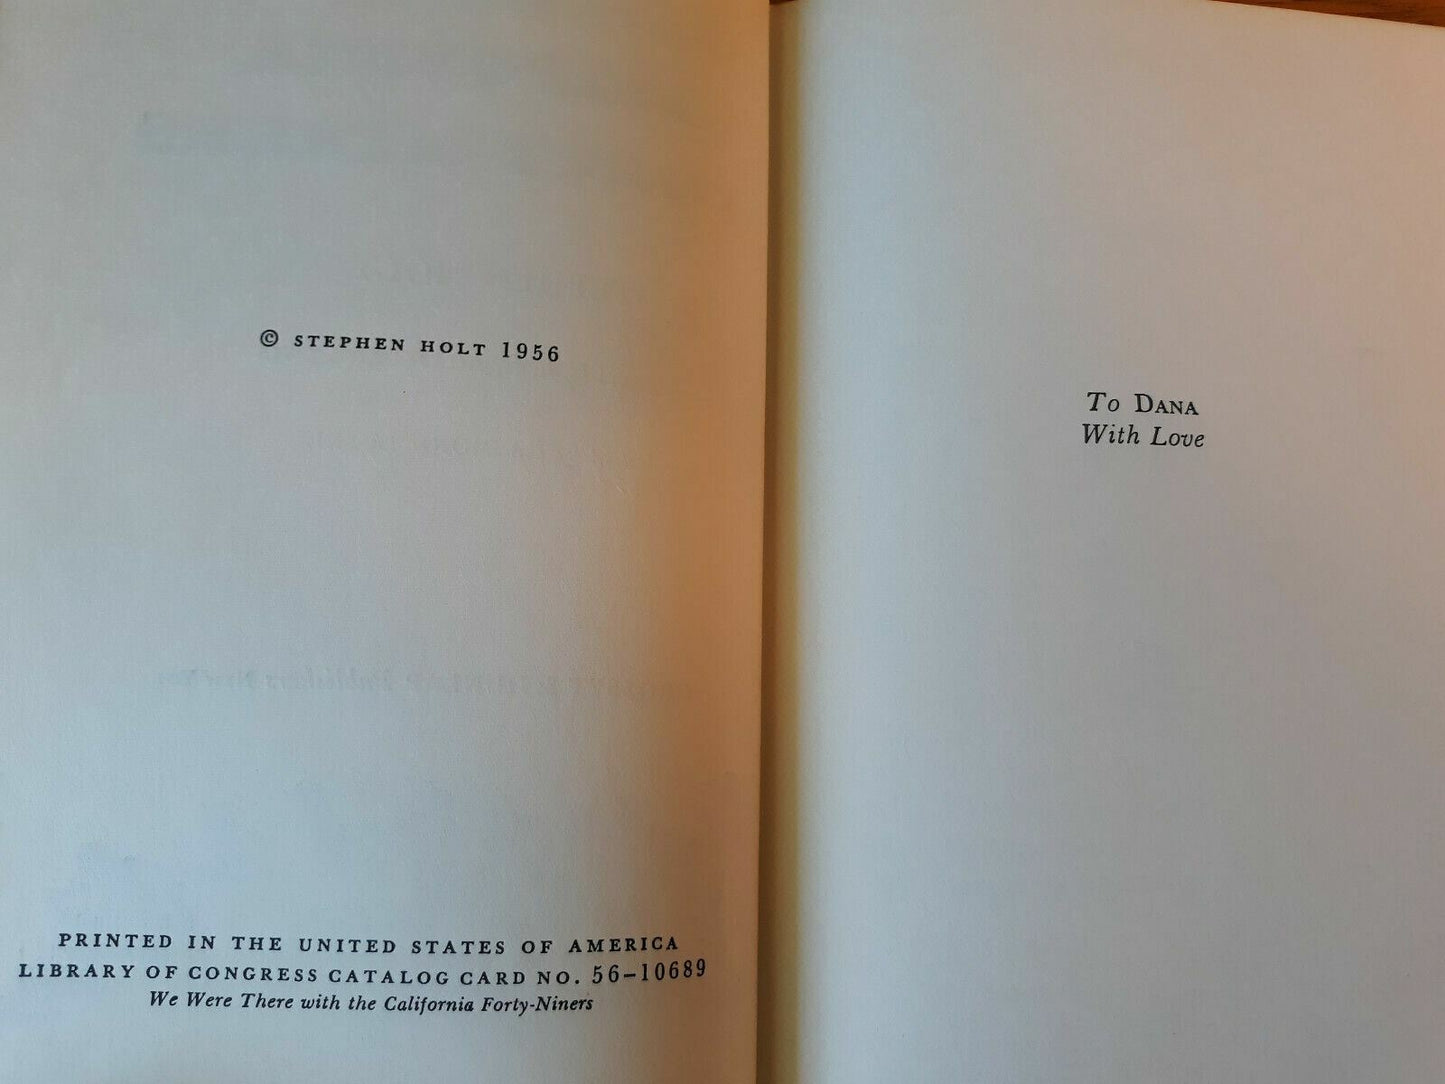 © STEPHEN HOLT 1956
PRINTED IN THE UNITED STATES OF AMERICA
LIBRARY OF CONGRESS CATALOG CARD NO. 56-10689
We Were There with the California Forty-Niners
To DANA
With Love